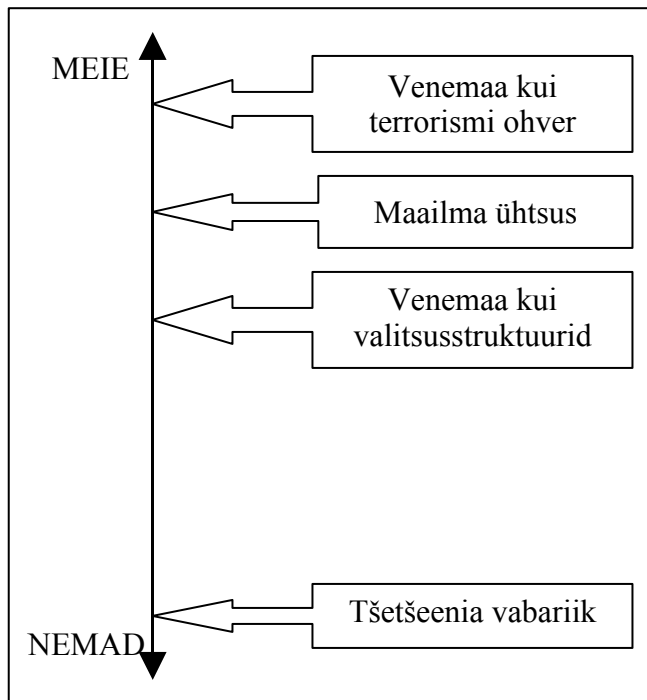 MEIE
Venemaa kui
terrorismi ohver
Maailma ühtsus
Venemaa kui
valitsusstruktuurid
Tšetšeenia vabariik
NEMAD